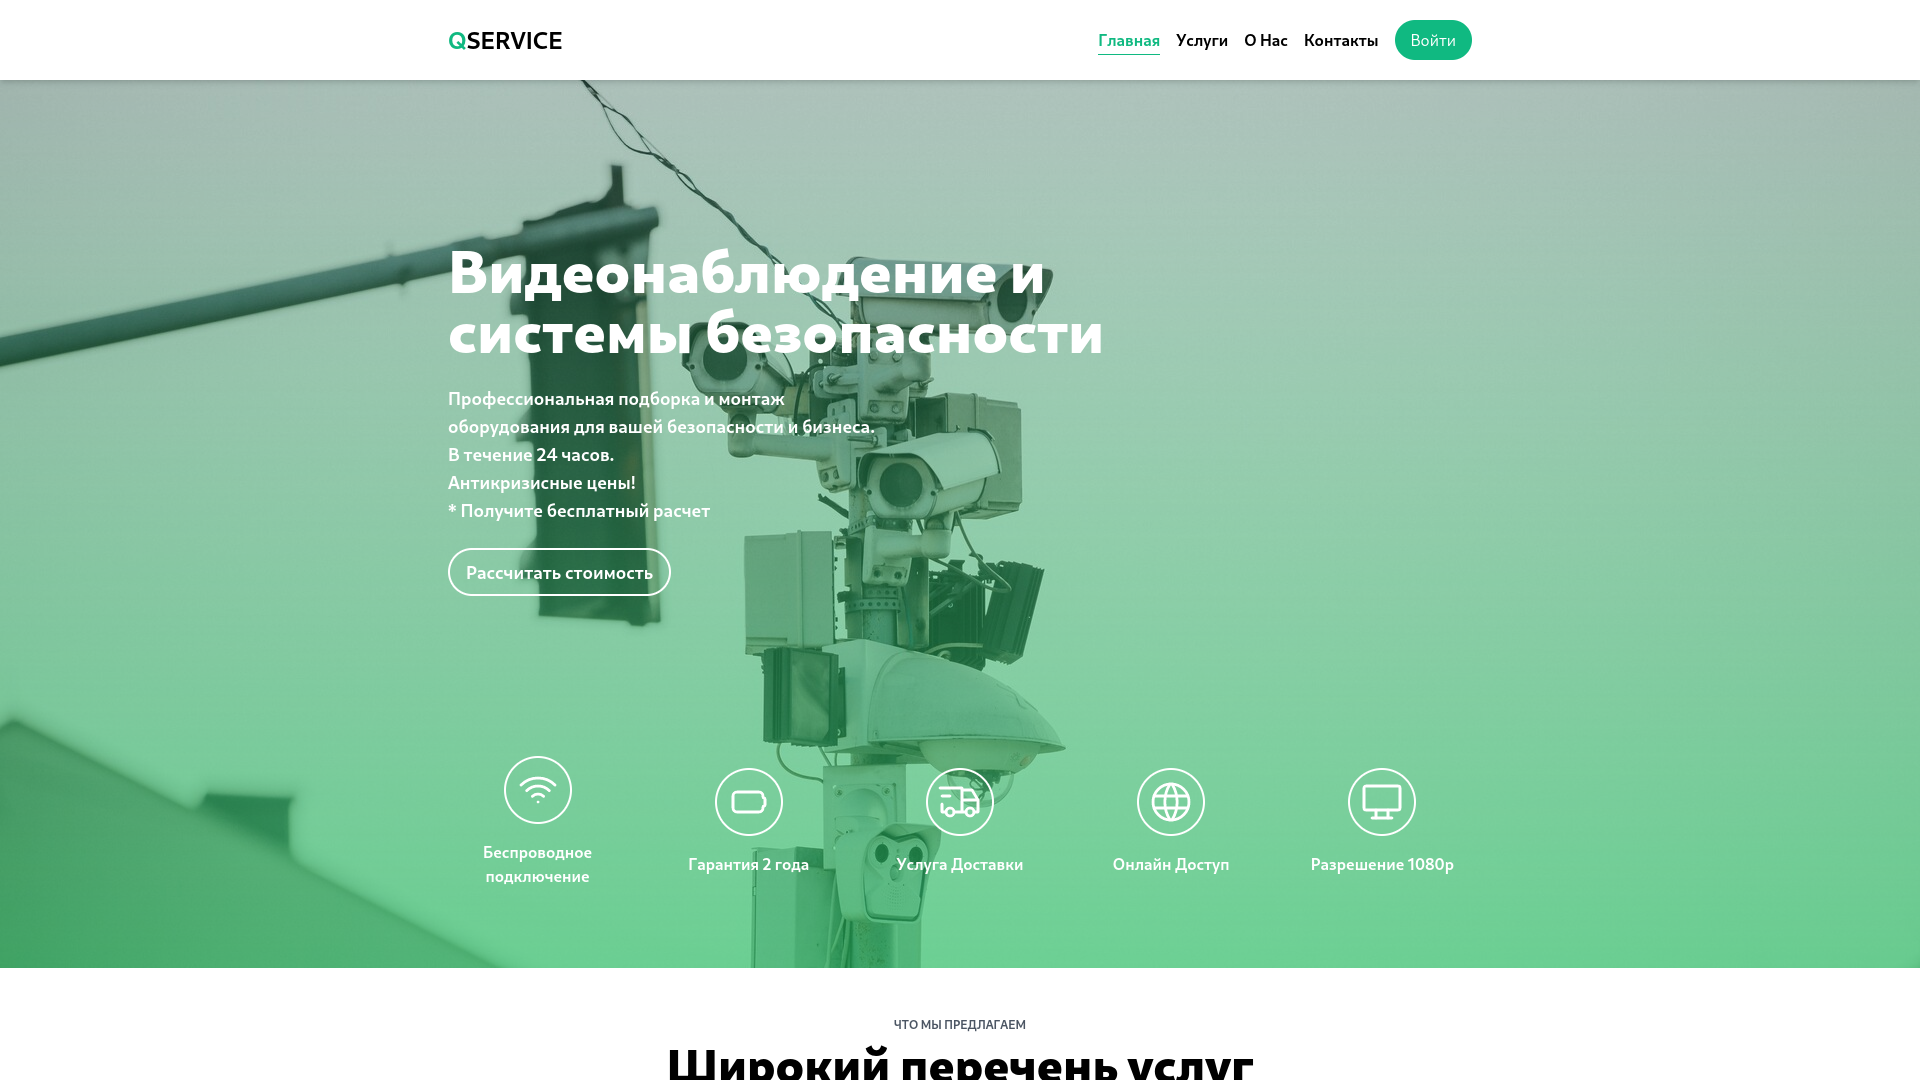 QSERVICE
Главная
Услуги
О Нас
Контакты
Войти
Видеонаблюдение и
системы безопасности
Профессиональная подборка и монтаж
оборудования для вашей безопасности и бизнеса.
В течение 24 часов.
Антикризисные цены!
* Получите бесплатный расчет
Рассчитать стоимость
Беспроводное
подключение
Гарантия 2 года
Услуга Доставки
Онлайн Доступ
Разрешение 1080p
ЧТО МЫ ПРЕДЛАГАЕМ
Широкий перечень услуг